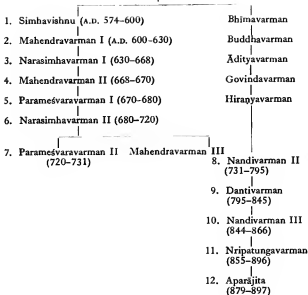 1. Simhavishnu (A.D. 574-600) Bhīmavarman
2. Mahendravarman I (A.D. 600-630) Buddhavarman
3. Narasimhavarman I (630-668) Ādityavarman
4. Mahendravarman II (668-670) Govindavarman
5. Parameśvarvarman I (670-680) Hiraṇyavarman
6. Narasimhavarman II (680-720)
7. Parameśvaravarman II Mahendravarman III
(720-731)
8. Nandivarman II
(731-795)
9. Dantivarman
(795-845)
10. Nandivarman III
(844-866)
11. Nripatungavarman
(855-896)
12. Aparājita
(879-897)